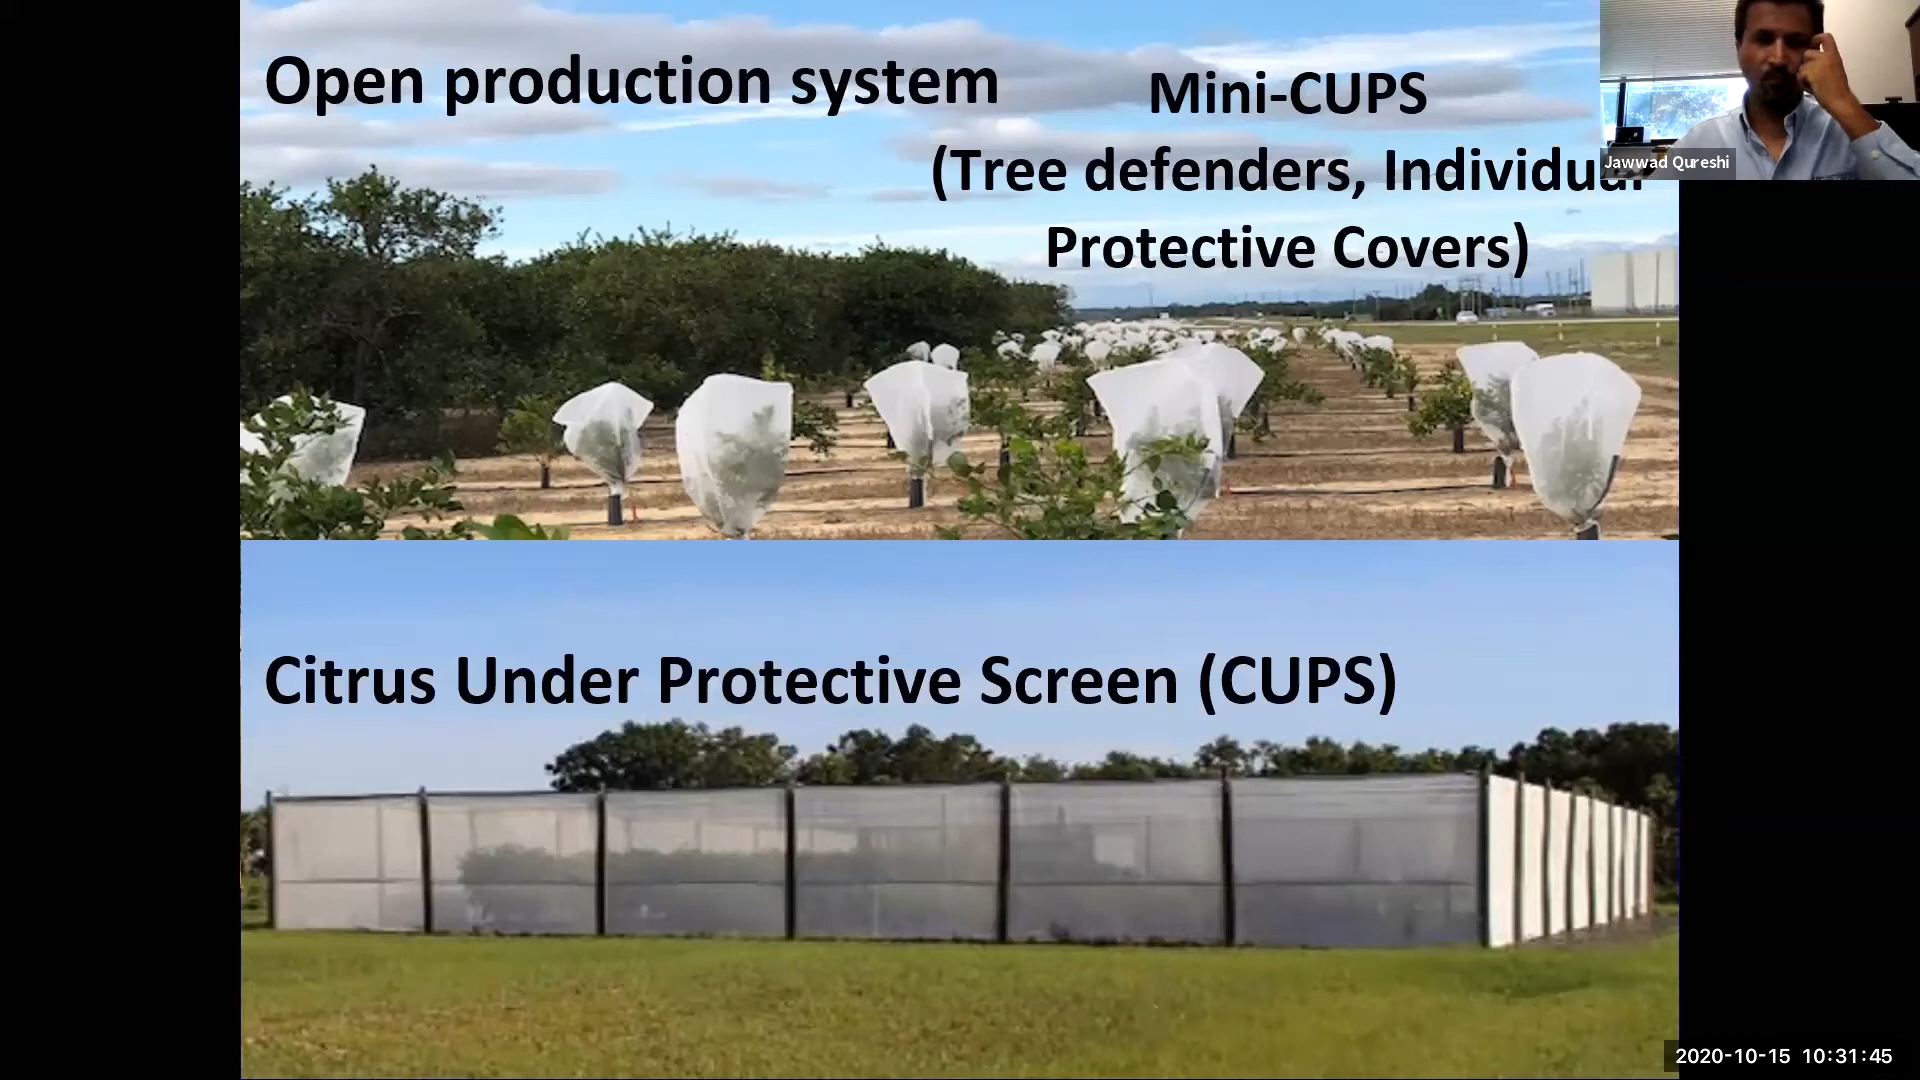 Open production system
Mini-CUPS
(Tree defenders, Individual
Protective Covers)
Jawwad Qureshi
Citrus Under Protective Screen (CUPS)
2020-10-15 10:31:45